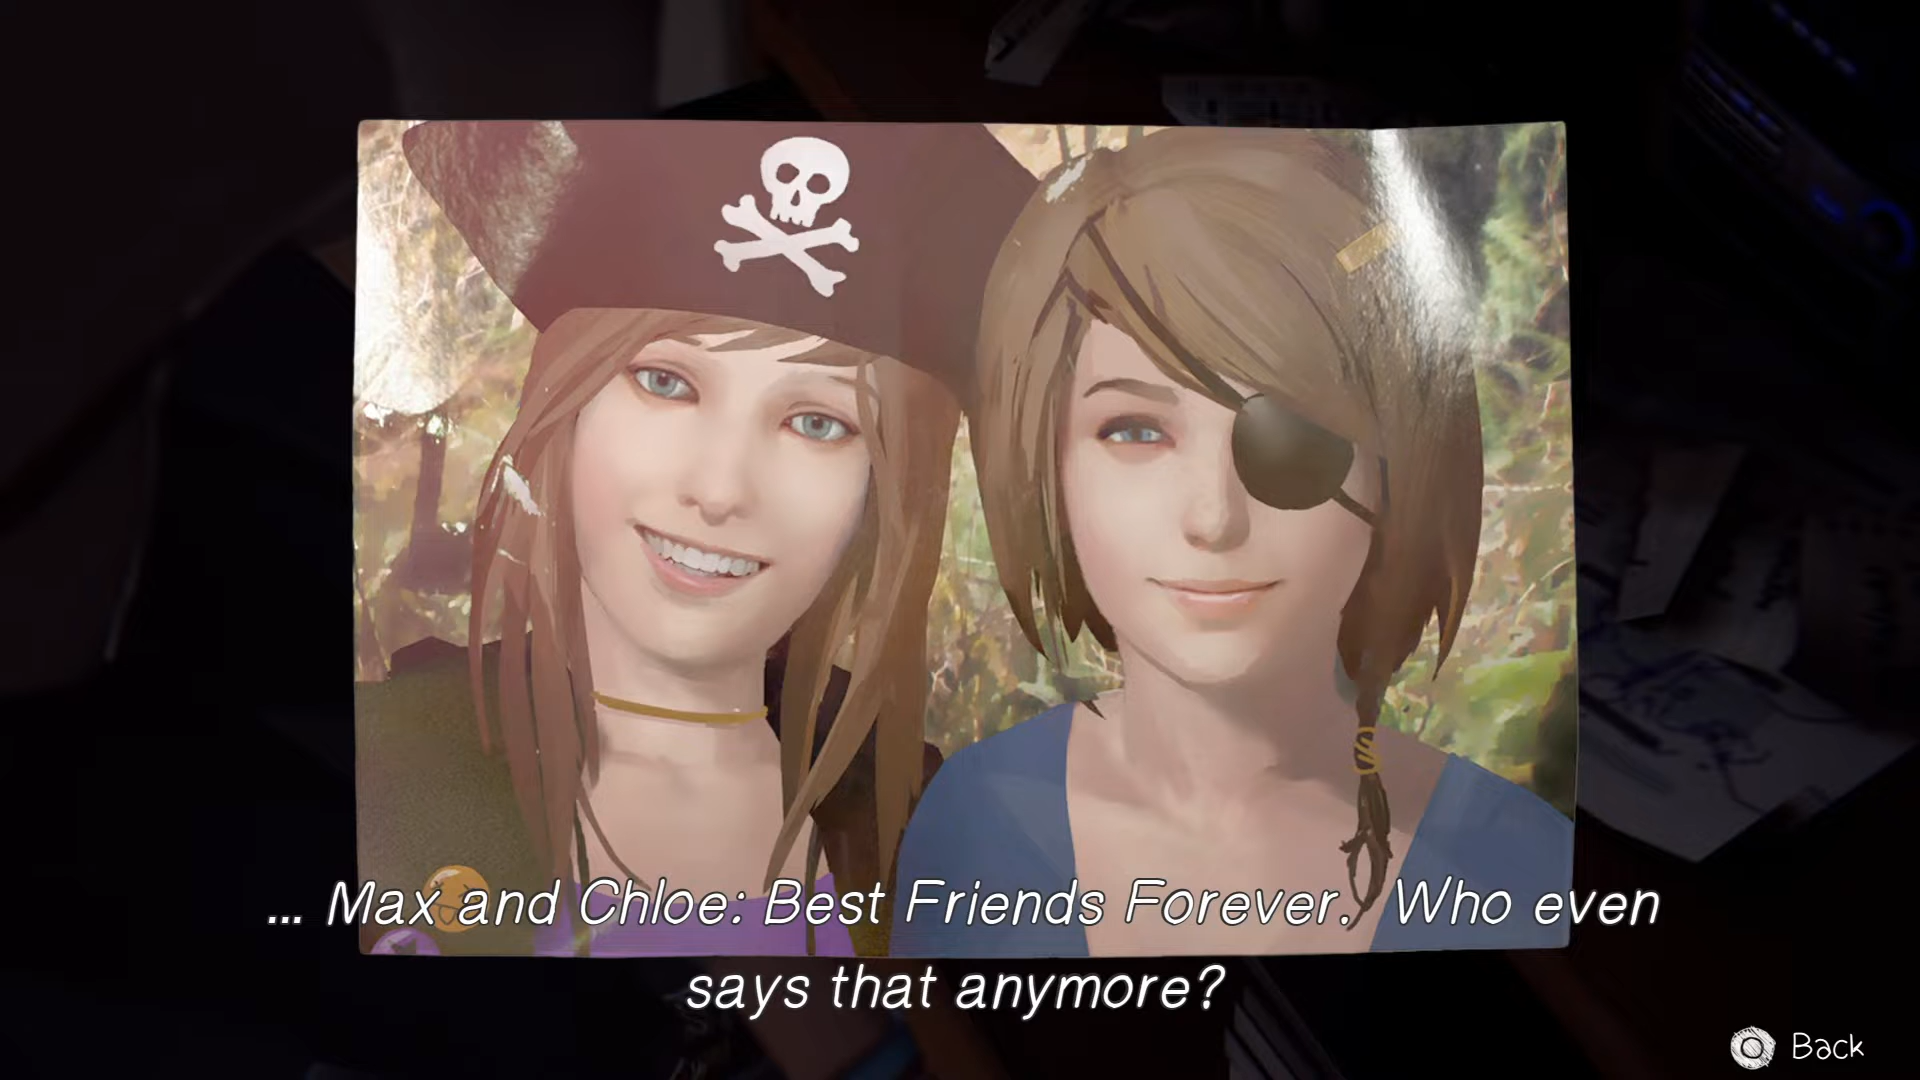 ... Max and Chloe: Best Friends Forever. Who even
says that anymore?
Back